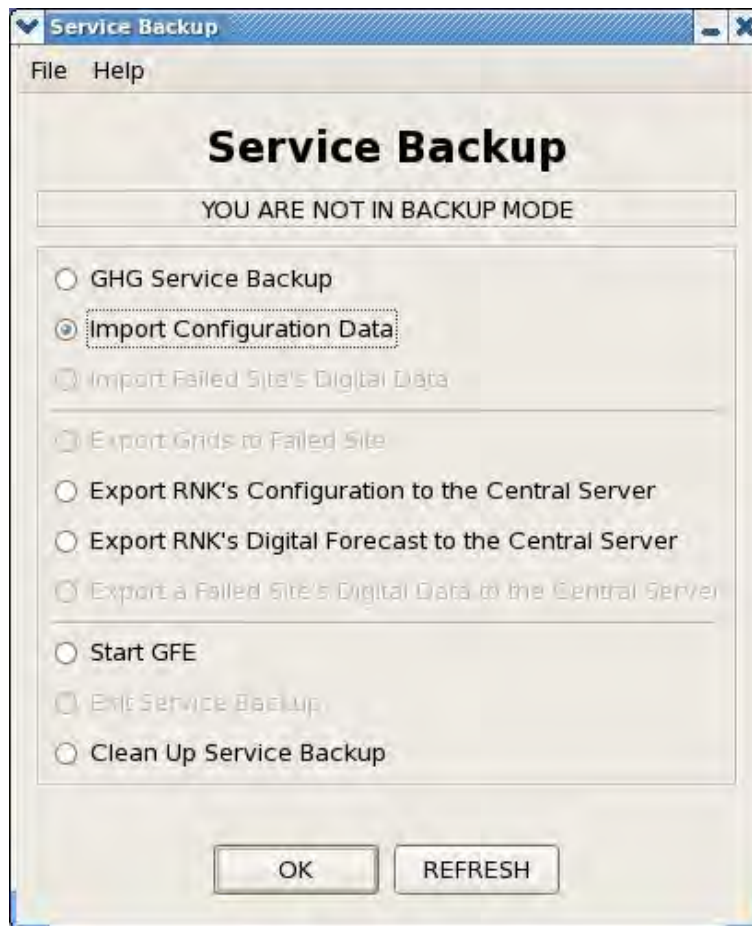 Service Backup
File Help
Service Backup
YOU ARE NOT IN BACKUP MODE
GHG Service Backup
Import Configuration Data
Import Failed Site's Digital Data
Export Grids to Failed Site
Export RNK's Configuration to the Central Server
Export RNK's Digital Forecast to the Central Server
Export a Failed Site's Digital Data to the Central Server
Start GFE
Exit Service Backup
Clean Up Service Backup
OK REFRESH